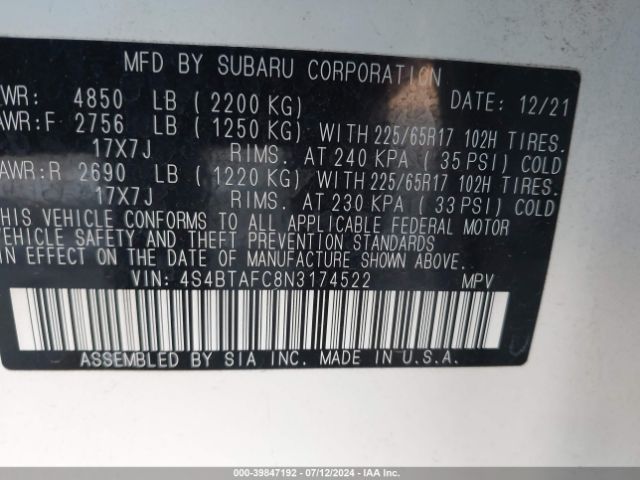 MFD BY SUBARU CORPORATION
WR: 4850 LB ( 2200 KG) DATE: 12/21
AWR:F 2756 LB ( 1250 KG) WITH 225/65R17 102H TIRES.
17X7J RIMS. AT 240 KPA ( 35 PSI) COLD
AWR:R 2690 LB ( 1220 KG) WITH 225/65R17 102H TIRES.
17X7J RIMS. AT 230 KPA ( 33 PSI) COLD
THIS VEHICLE CONFORMS TO ALL APPLICABLE FEDERAL MOTOR
VEHICLE SAFETY AND THEFT PREVENTION STANDARDS
IN EFFECT ON THE DATE OF MANUFACTURE SHOWN ABOVE.
VIN: 4S4BTAFC8N3174522 MPV
ASSEMBLED BY SIA INC. MADE IN U.S.A.
000-39847192 - 07/12/2024 - IAA Inc.